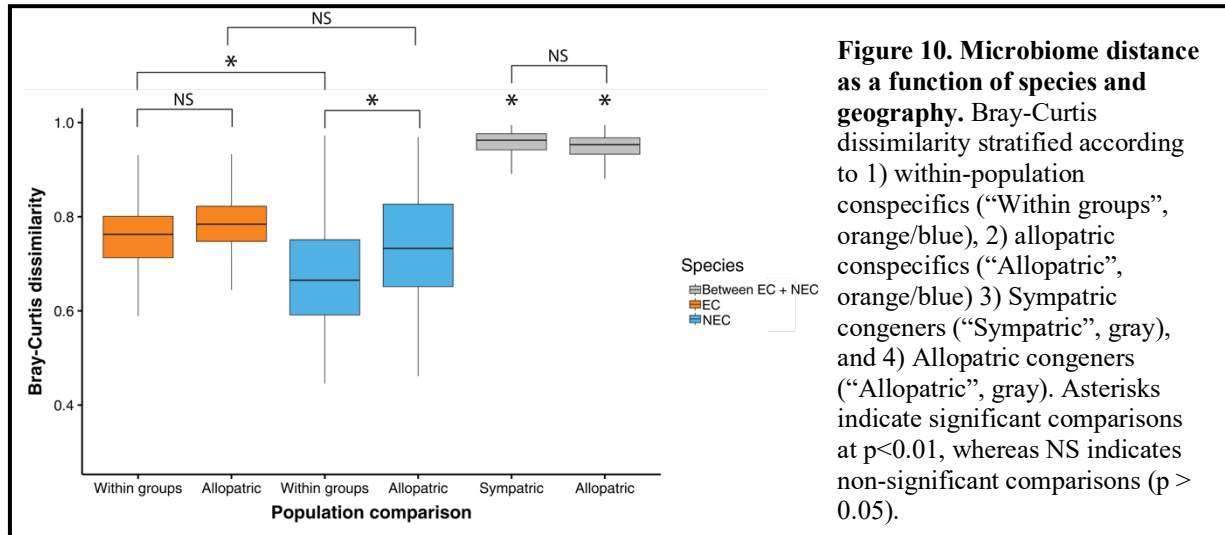 NS
*
NS
*
NS
*
*
1.0
0.8
0.6
0.4
Bray-Curtis dissimilarity
Within groups
Allopatric
Within groups
Allopatric
Sympatric
Allopatric
Population comparison
Species
Between EC + NEC
EC
NEC
Figure 10. Microbiome distance
as a function of species and
geography. Bray-Curtis
dissimilarity stratified according
to 1) within-population
conspecifics (“Within groups”,
orange/blue), 2) allopatric
conspecifics (“Allopatric”,
orange/blue) 3) Sympatric
congeners (“Sympatric”, gray),
and 4) Allopatric congeners
(“Allopatric”, gray). Asterisks
indicate significant comparisons
at p<0.01, whereas NS indicates
non-significant comparisons (p >
0.05).